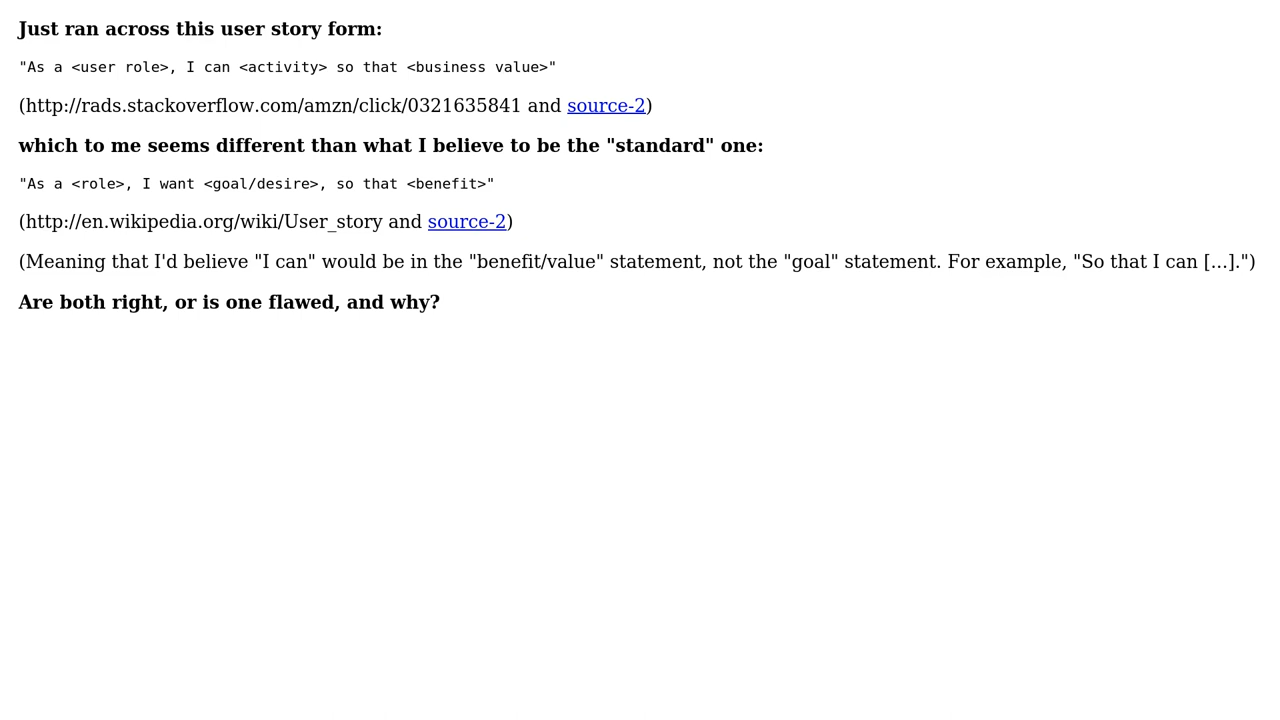 Just ran across this user story form:
"As a <user role>, I can <activity> so that <business value>"
(http://rads.stackoverflow.com/amzn/click/0321635841 and source-2)
which to me seems different than what I believe to be the "standard" one:
"As a <role>, I want <goal/desire>, so that <benefit>"
(http://en.wikipedia.org/wiki/User_story and source-2)
(Meaning that I'd believe "I can" would be in the "benefit/value" statement, not the "goal" statement. For example, "So that I can [...].")
Are both right, or is one flawed, and why?